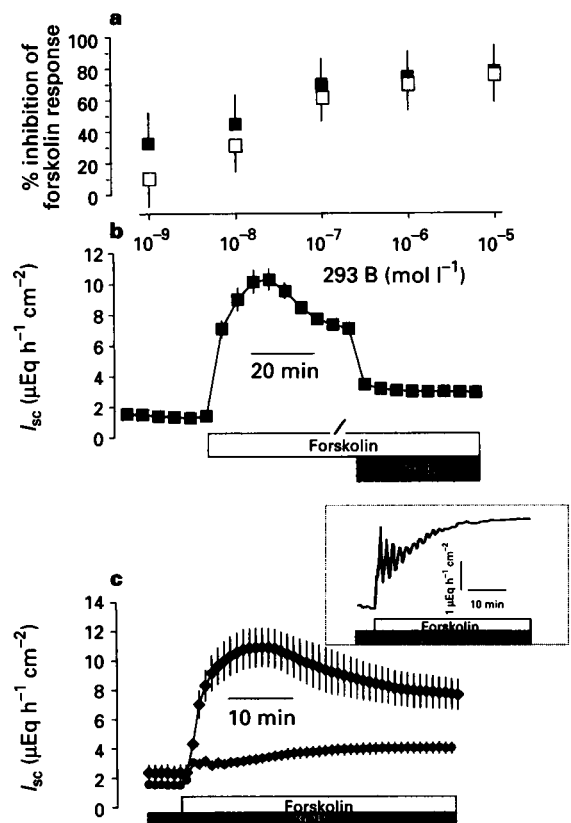 a
% inhibition of
forskolin response
100
80
60
40
20
0
10⁻⁹
10⁻⁸
10⁻⁷
10⁻⁶
10⁻⁵
293 B (mol l⁻¹)
b
I_sc (µEq h⁻¹ cm⁻²)
12
10
8
6
4
2
0
20 min
Forskolin
1 µEq h⁻¹ cm⁻²
10 min
Forskolin
c
I_sc (µEq h⁻¹ cm⁻²)
14
12
10
8
6
4
2
0
10 min
Forskolin